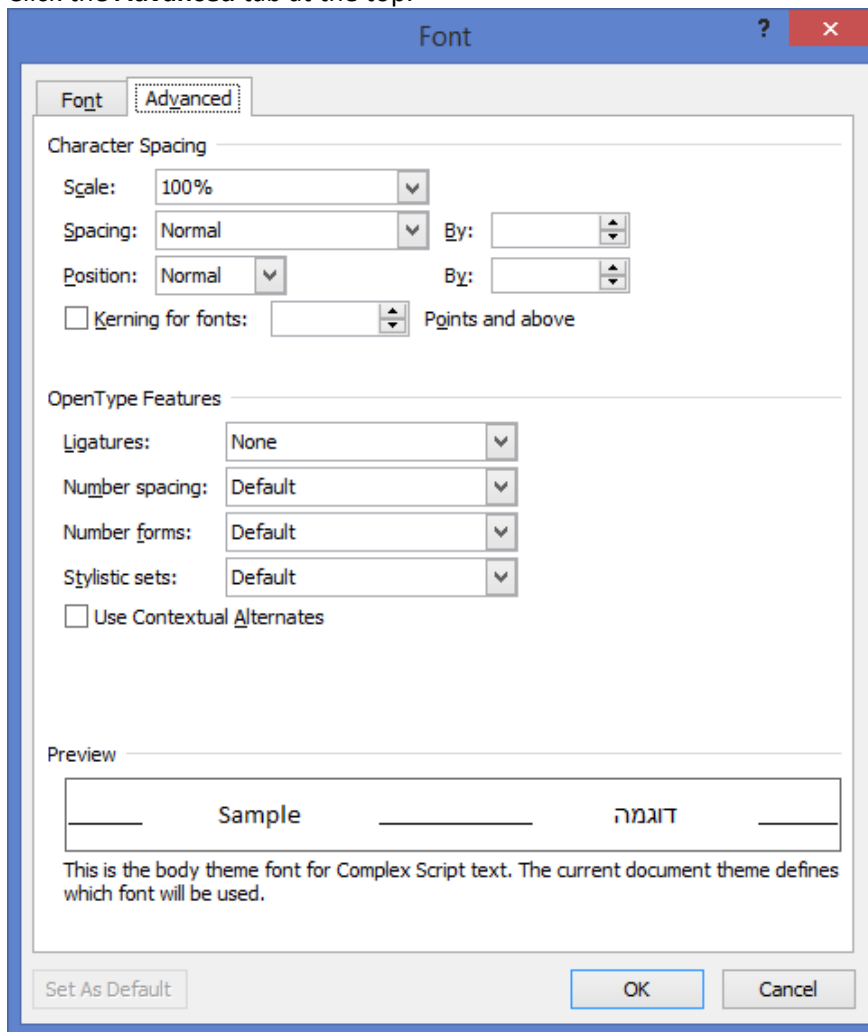 Click the Advanced tab at the top.
Font ?
Font Advanced
Character Spacing
Scale: 100%
Spacing: Normal By:
Position: Normal By:
Kerning for fonts: Points and above
OpenType Features
Ligatures: None
Number spacing: Default
Number forms: Default
Stylistic sets: Default
Use Contextual Alternates
Preview
Sample דוגמה
This is the body theme font for Complex Script text. The current document theme defines
which font will be used.
Set As Default OK Cancel